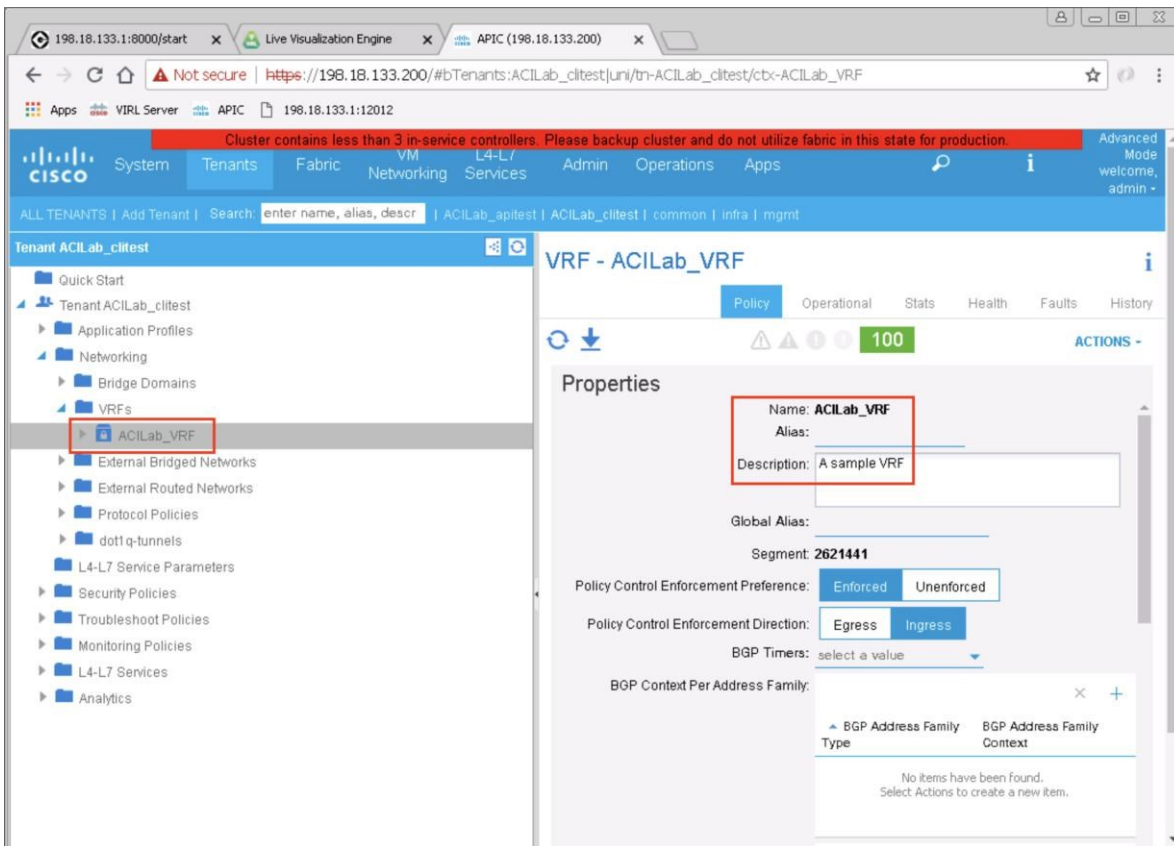 198.18.133.1:8000/start
Live Visualization Engine
APIC (198.18.133.200)
Not secure | https://198.18.133.200/#bTenants:ACILab_clitest|uni/tn-ACILab_clitest/ctx-ACILab_VRF
Apps VIRL Server APIC 198.18.133.1:12012
Cluster contains less than 3 in-service controllers. Please backup cluster and do not utilize fabric in this state for production.
CISCO
System
Tenants
Fabric
VM Networking
L4-L7 Services
Admin
Operations
Apps
i
Advanced Mode
welcome,
admin
ALL TENANTS | Add Tenant | Search: enter name, alias, descr | ACILab_apitest | ACILab_clitest | common | infra | mgmt
Tenant ACILab_clitest
Quick Start
Tenant ACILab_clitest
Application Profiles
Networking
Bridge Domains
VRFs
ACILab_VRF
External Bridged Networks
External Routed Networks
Protocol Policies
dot1q-tunnels
L4-L7 Service Parameters
Security Policies
Troubleshoot Policies
Monitoring Policies
L4-L7 Services
Analytics
VRF - ACILab_VRF
i
Policy Operational Stats Health Faults History
100
ACTIONS
Properties
Name: ACILab_VRF
Alias:
Description: A sample VRF
Global Alias:
Segment: 2621441
Policy Control Enforcement Preference: Enforced Unenforced
Policy Control Enforcement Direction: Egress Ingress
BGP Timers: select a value
BGP Context Per Address Family:
BGP Address Family Type
BGP Address Family Context
No items have been found.
Select Actions to create a new item.